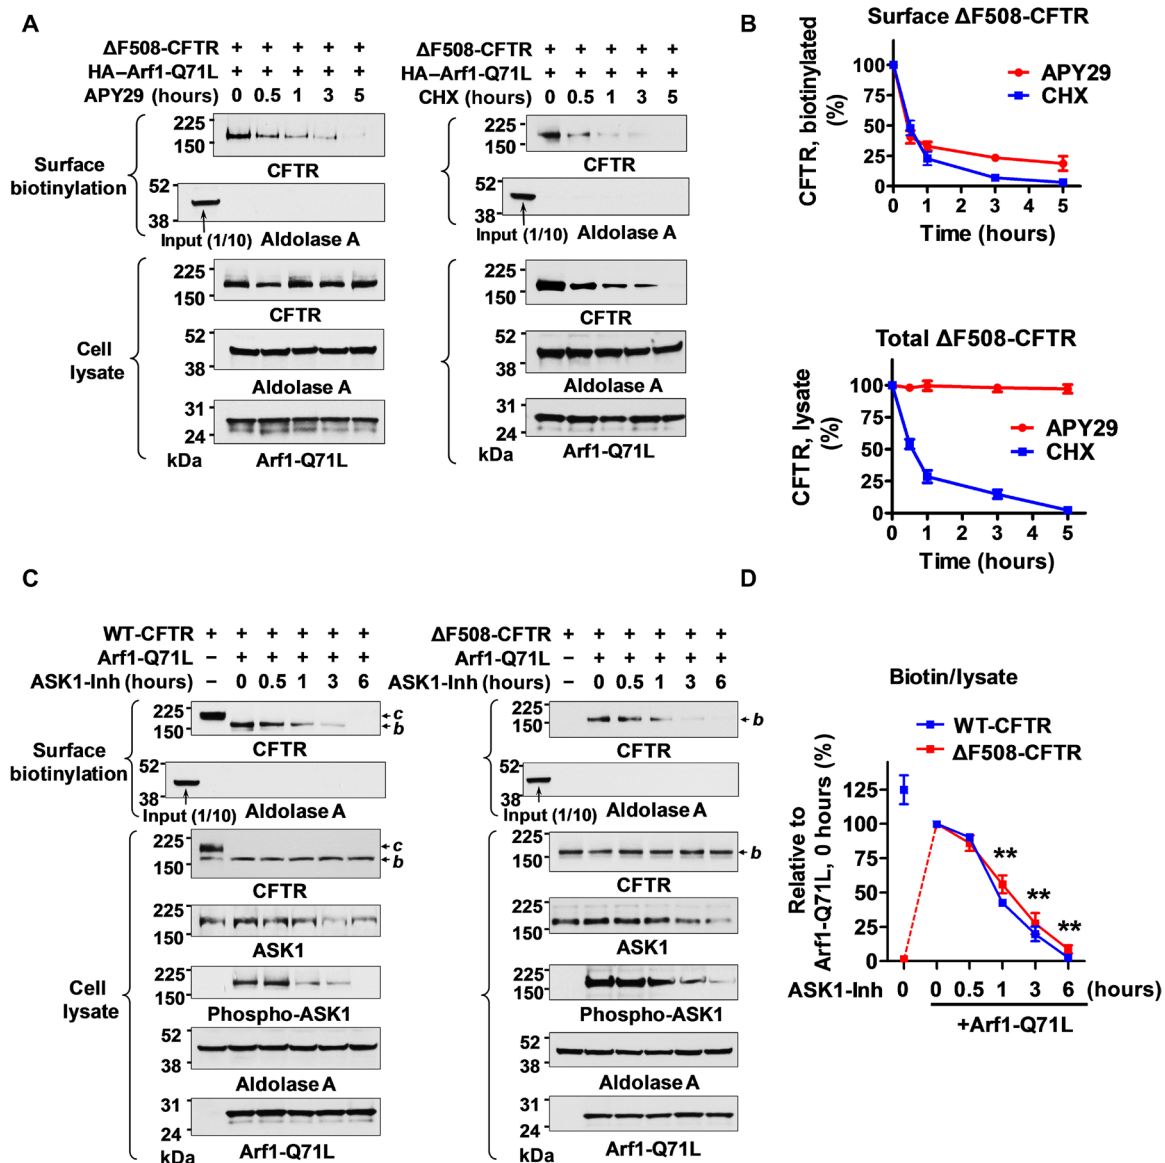 A
ΔF508-CFTR + + + + +
HA–Arf1-Q71L + + + + +
APY29 (hours) 0 0.5 1 3 5
Surface biotinylation
225
150
CFTR
52
38
Input (1/10) Aldolase A
Cell lysate
225
150
CFTR
52
38
Aldolase A
31
24
kDa Arf1-Q71L
ΔF508-CFTR + + + + +
HA–Arf1-Q71L + + + + +
CHX (hours) 0 0.5 1 3 5
225
150
CFTR
52
38
Input (1/10) Aldolase A
225
150
CFTR
52
38
Aldolase A
31
24
kDa Arf1-Q71L
B
Surface ΔF508-CFTR
CFTR, biotinylated (%)
100
75
50
25
0
APY29
CHX
0 1 2 3 4 5
Time (hours)
Total ΔF508-CFTR
CFTR, lysate (%)
100
75
50
25
0
APY29
CHX
0 1 2 3 4 5
Time (hours)
C
WT-CFTR + + + + + +
Arf1-Q71L – + + + + +
ASK1-Inh (hours) – 0 0.5 1 3 6
Surface biotinylation
225
150
c
b
CFTR
52
38
Input (1/10) Aldolase A
Cell lysate
225
150
c
b
CFTR
225
150
ASK1
225
150
Phospho-ASK1
52
38
Aldolase A
31
24
kDa Arf1-Q71L
ΔF508-CFTR + + + + + +
Arf1-Q71L – + + + + +
ASK1-Inh (hours) – 0 0.5 1 3 6
225
150
b
CFTR
52
38
Input (1/10) Aldolase A
225
150
b
CFTR
225
150
ASK1
225
150
Phospho-ASK1
52
38
Aldolase A
31
24
kDa Arf1-Q71L
D
Biotin/lysate
WT-CFTR
ΔF508-CFTR
Relative to
Arf1-Q71L, 0 hours (%)
125
100
75
50
25
0
**
**
**
ASK1-Inh 0 0 0.5 1 3 6 (hours)
+Arf1-Q71L